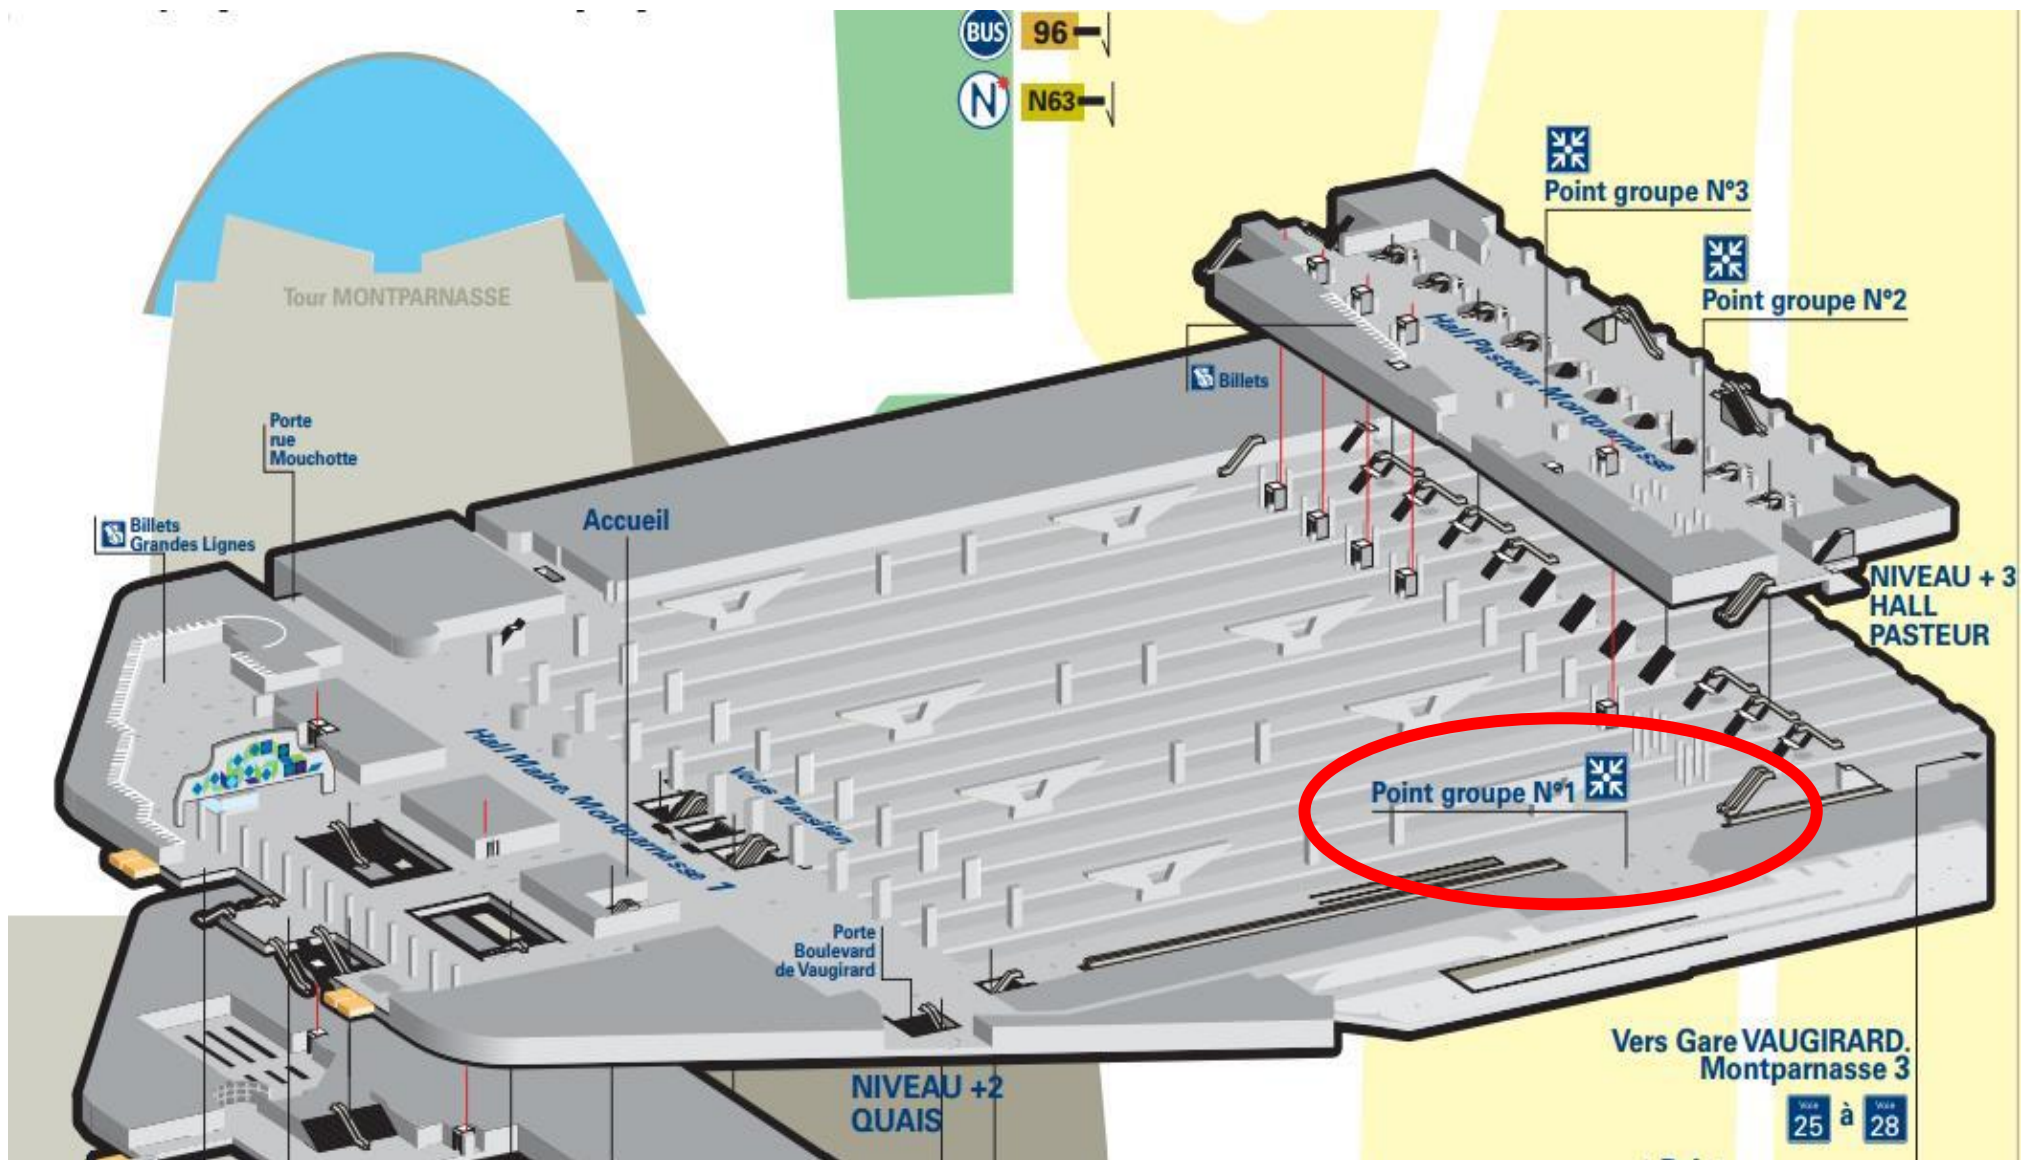 BUS 96
N* N63
Point groupe N°3
Point groupe N°2
Tour MONTPARNASSE
Hall Pasteur. Montparnasse
Billets
Porte
rue
Mouchotte
Billets
Grandes Lignes
Accueil
NIVEAU + 3
HALL
PASTEUR
Hall Maine. Montparnasse 1
Voies Transilien
Point groupe N°1
Porte
Boulevard
de Vaugirard
Vers Gare VAUGIRARD.
Montparnasse 3
NIVEAU +2
QUAIS
Voie 25 à Voie 28